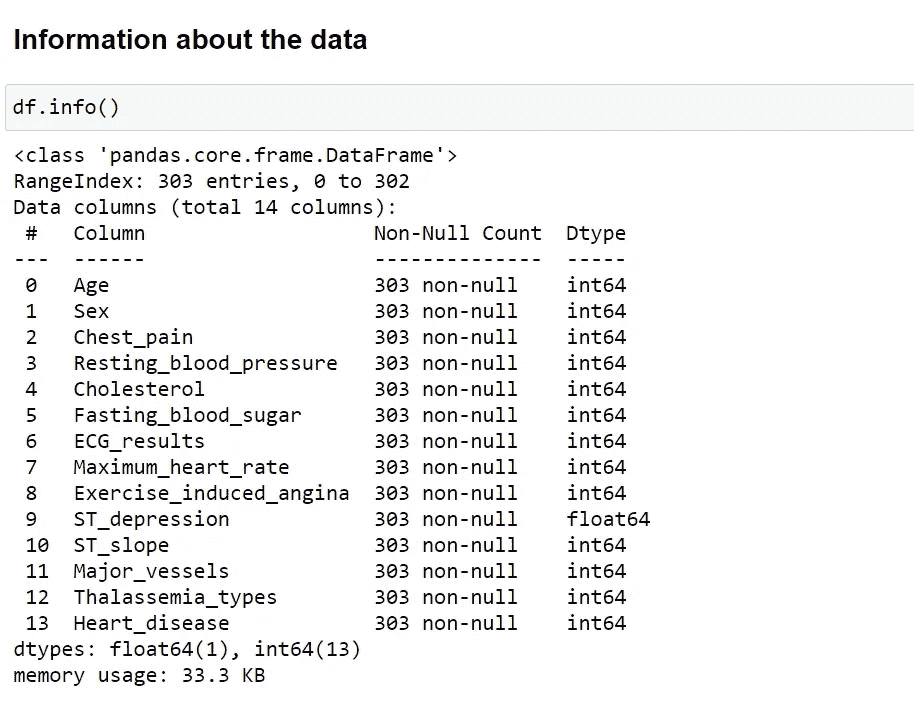 Information about the data
df.info()
<class 'pandas.core.frame.DataFrame'>
RangeIndex: 303 entries, 0 to 302
Data columns (total 14 columns):
 #   Column                   Non-Null Count  Dtype
---  ------                   --------------  -----
 0   Age                      303 non-null    int64
 1   Sex                      303 non-null    int64
 2   Chest_pain               303 non-null    int64
 3   Resting_blood_pressure   303 non-null    int64
 4   Cholesterol              303 non-null    int64
 5   Fasting_blood_sugar      303 non-null    int64
 6   ECG_results              303 non-null    int64
 7   Maximum_heart_rate       303 non-null    int64
 8   Exercise_induced_angina  303 non-null    int64
 9   ST_depression            303 non-null    float64
 10  ST_slope                 303 non-null    int64
 11  Major_vessels            303 non-null    int64
 12  Thalassemia_types        303 non-null    int64
 13  Heart_disease            303 non-null    int64
dtypes: float64(1), int64(13)
memory usage: 33.3 KB